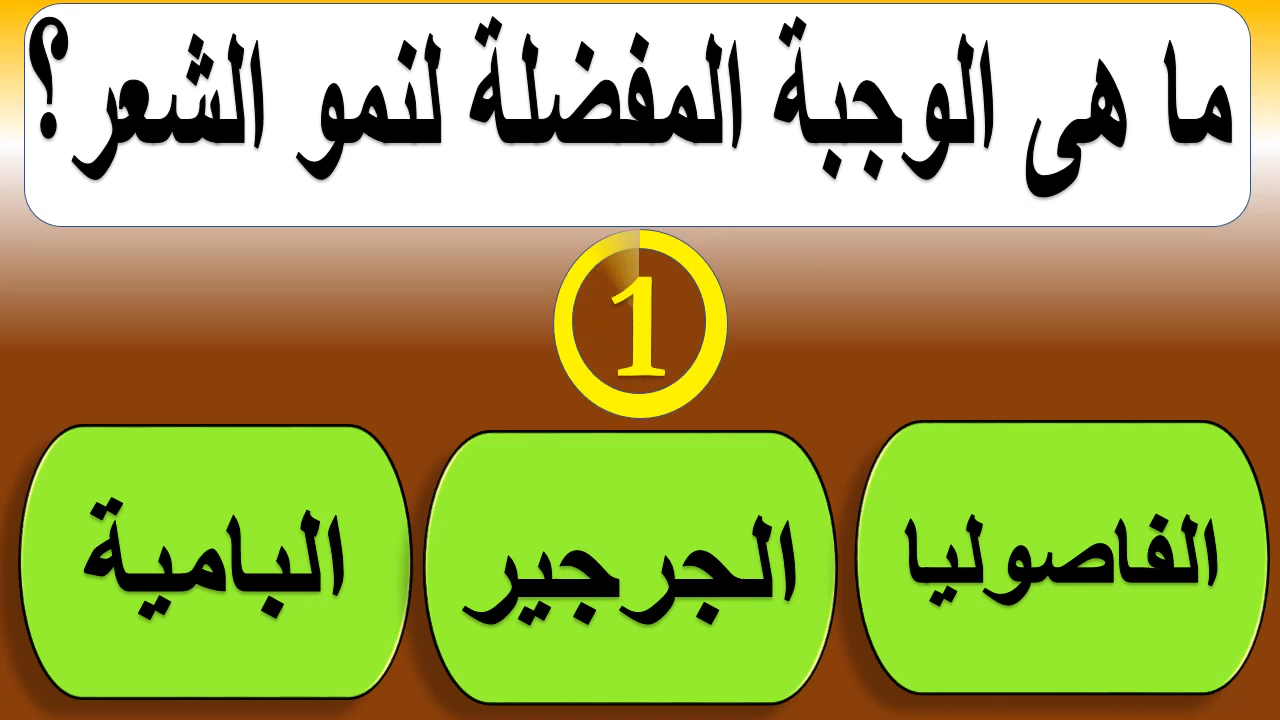 ما هى الوجبة المفضلة لنمو الشعر؟
1
الفاصوليا
الجرجير
البامية